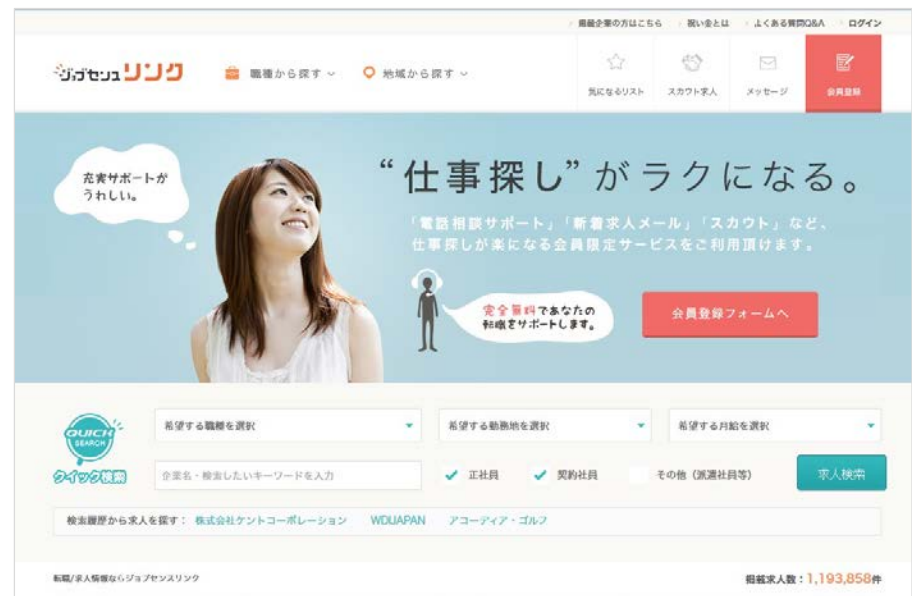 掲載企業の方はこちら 祝い金とは よくある質問Q&A ログイン
ジョブセンスリンク 職種から探す 地域から探す
気になるリスト スカウト求人 メッセージ 会員登録
充実サポートが
うれしい。
“仕事探し”がラクになる。
「電話相談サポート」「新着求人メール」「スカウト」など、
仕事探しが楽になる会員限定サービスをご利用頂けます。
完全無料であなたの
転職をサポートします。
会員登録フォームへ
QUICK
SEARCH
クイック検索
希望する職種を選択 希望する勤務地を選択 希望する月給を選択
企業名・検索したいキーワードを入力 正社員 契約社員 その他（派遣社員等） 求人検索
検索履歴から求人を探す： 株式会社ケントコーポレーション WDIJAPAN アコーディア・ゴルフ
転職/求人情報ならジョブセンスリンク 掲載求人数：1,193,858件